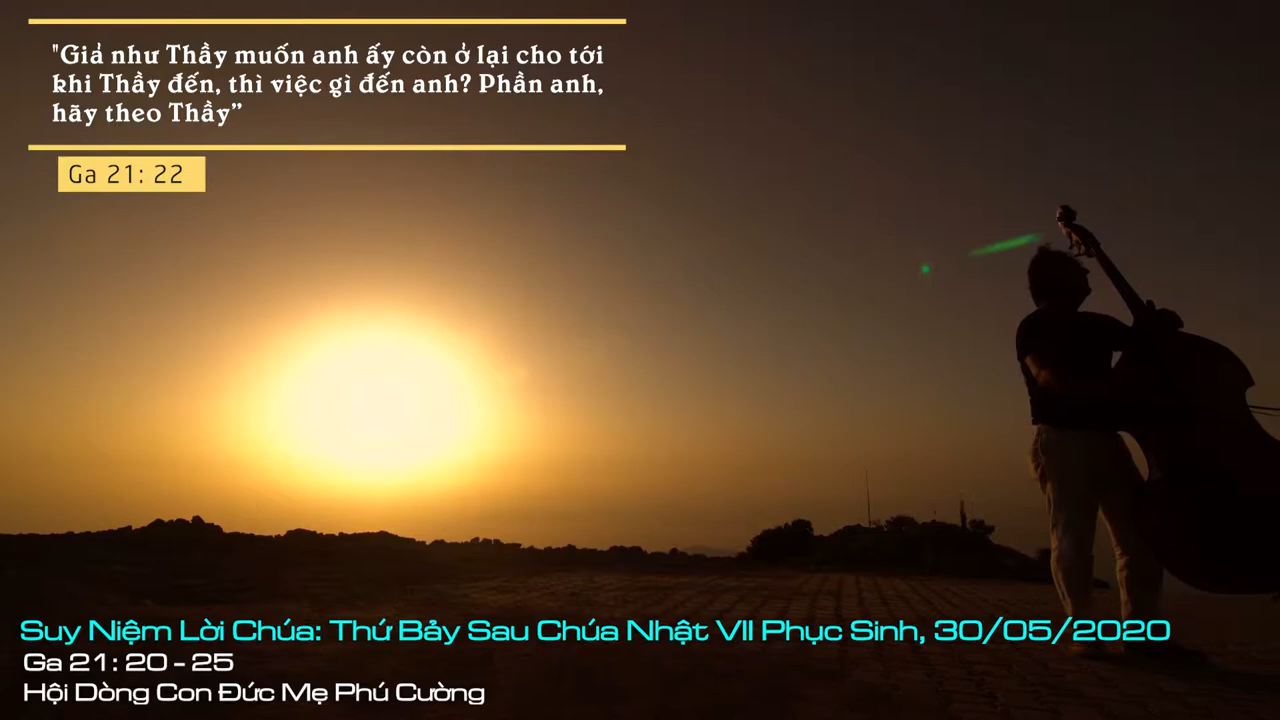 "Giả như Thầy muốn anh ấy còn ở lại cho tới
khi Thầy đến, thì việc gì đến anh? Phần anh,
hãy theo Thầy”
Ga 21: 22
Suy Niệm Lời Chúa: Thứ Bảy Sau Chúa Nhật VII Phục Sinh, 30/05/2020
Ga 21: 20 - 25
Hội Dòng Con Đức Mẹ Phú Cường